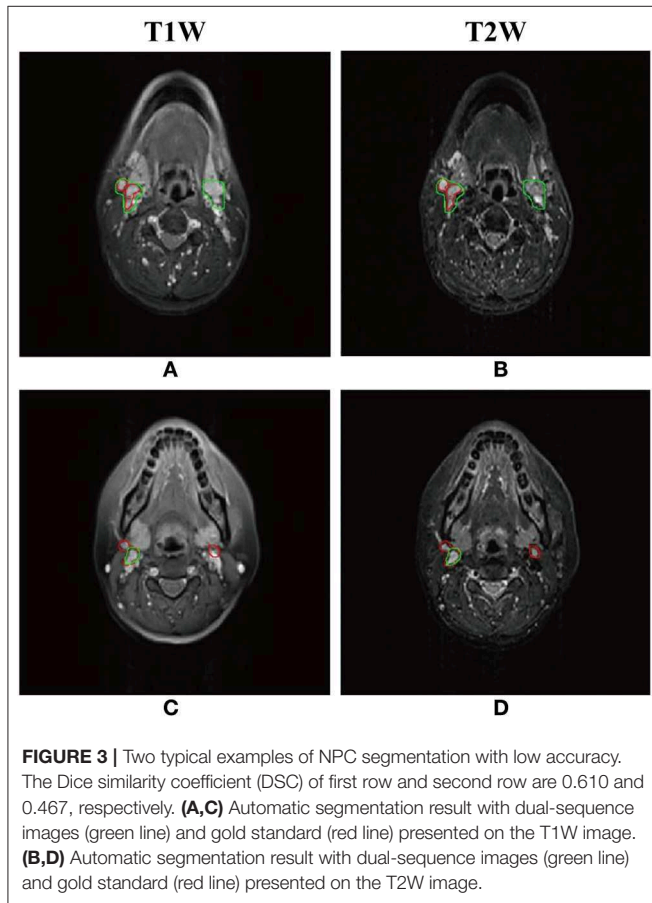 T1W
T2W
A
B
C
D
FIGURE 3 | Two typical examples of NPC segmentation with low accuracy.
The Dice similarity coefficient (DSC) of first row and second row are 0.610 and
0.467, respectively. (A,C) Automatic segmentation result with dual-sequence
images (green line) and gold standard (red line) presented on the T1W image.
(B,D) Automatic segmentation result with dual-sequence images (green line)
and gold standard (red line) presented on the T2W image.